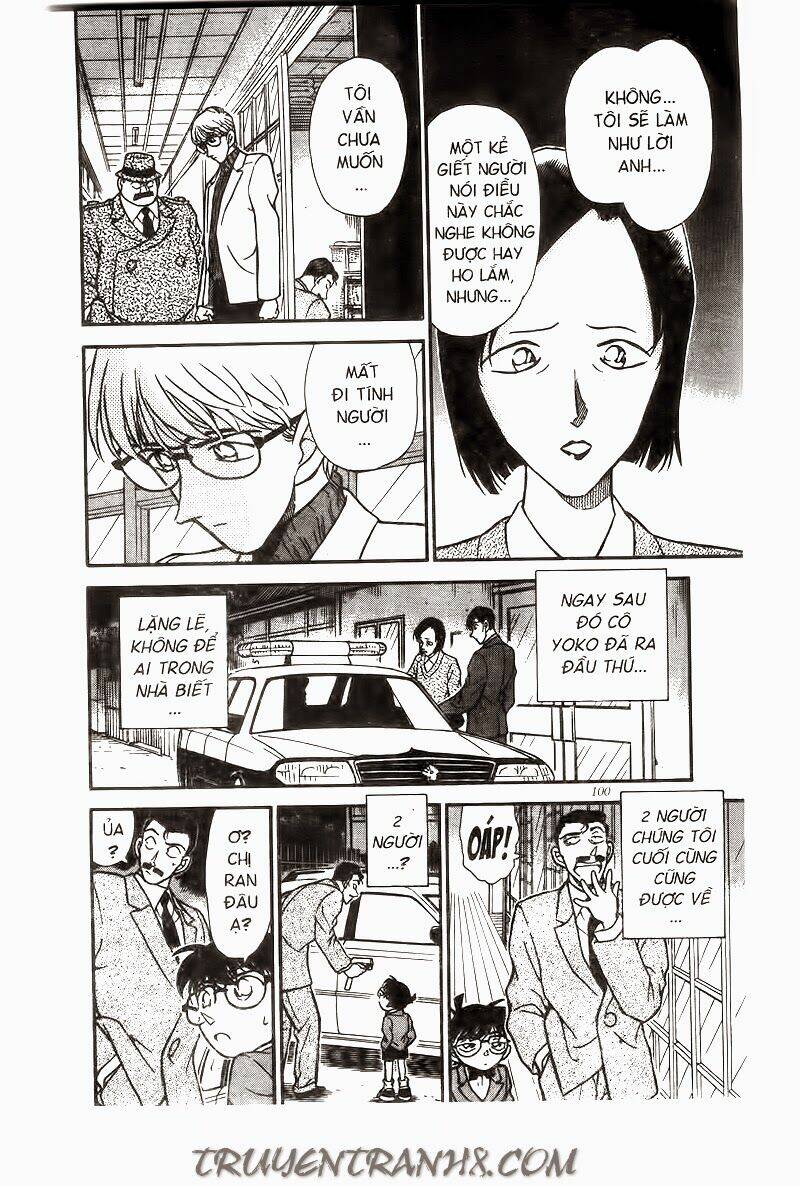 KHÔNG...
TÔI SẼ LÀM
NHƯ LỜI
ANH...
MỘT KẺ
GIẾT NGƯỜI
NÓI ĐIỀU
NÀY CHẮC
NGHE KHÔNG
ĐƯỢC HAY
HO LẮM,
NHƯNG...
TÔI
VẪN
CHƯA
MUỐN
...
MẤT
ĐI TÍNH
NGƯỜI
...
NGAY SAU
ĐÓ CÔ
YOKO ĐÃ RA
ĐẦU THÚ...
LẶNG LẼ,
KHÔNG ĐỂ
AI TRONG
NHÀ BIẾT
...
100
2 NGƯỜI
CHÚNG TÔI
CUỐI CÙNG
CŨNG
ĐƯỢC VỀ
...
OÁP!
2
NGƯỜI
...?
Ơ?
CHỊ
RAN
ĐÂU
Ạ?
ỦA
?
TRUYENTRANH8.COM